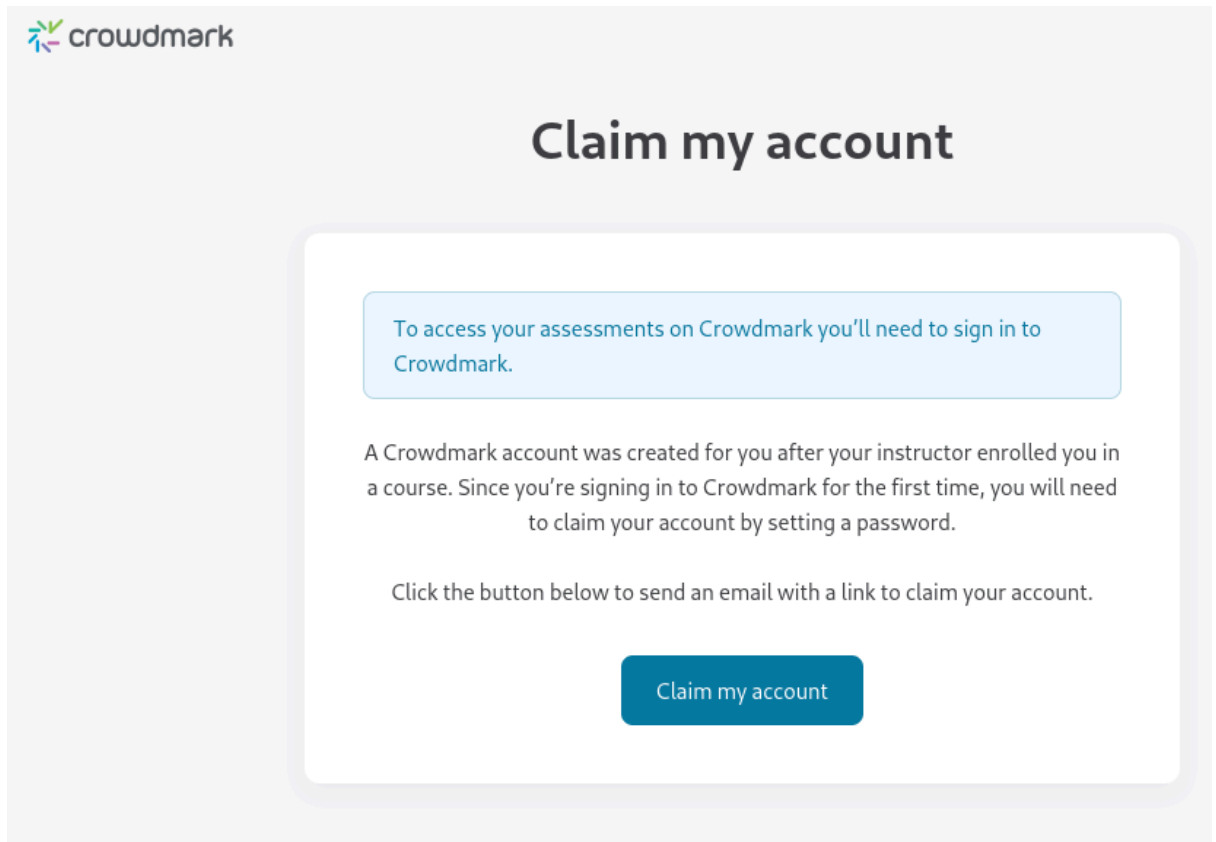 crowdmark
Claim my account
To access your assessments on Crowdmark you’ll need to sign in to
Crowdmark.
A Crowdmark account was created for you after your instructor enrolled you in
a course. Since you’re signing in to Crowdmark for the first time, you will need
to claim your account by setting a password.
Click the button below to send an email with a link to claim your account.
Claim my account